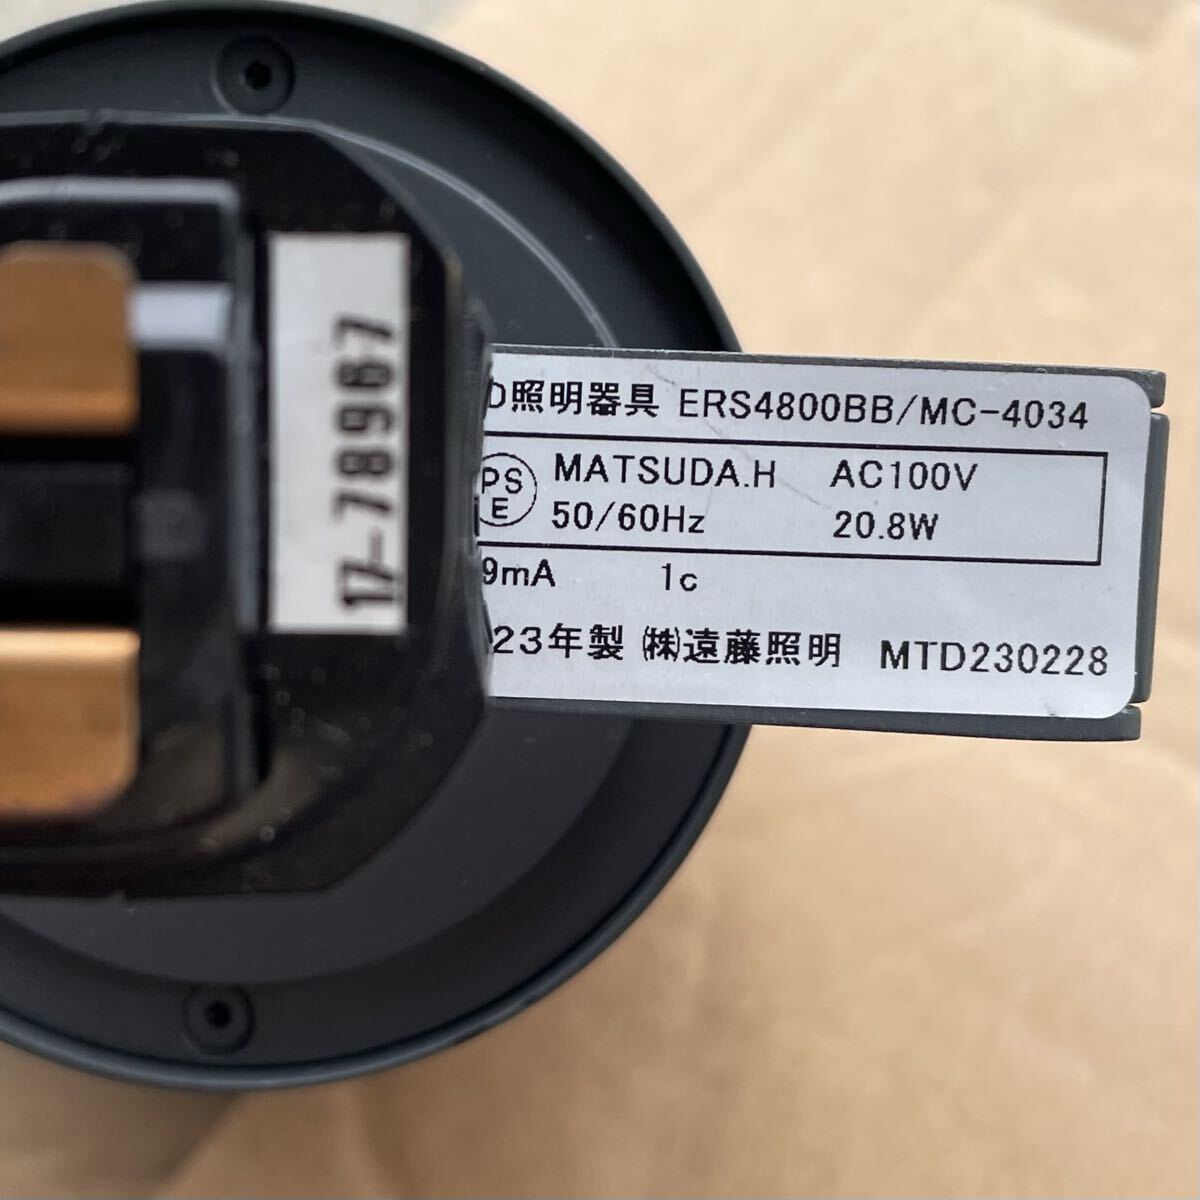 D照明器具 ERS4800BB/MC-4034
PS E MATSUDA.H AC100V
50/60Hz 20.8W
9mA 1c
23年製 ㈱遠藤照明 MTD230228
17-78967